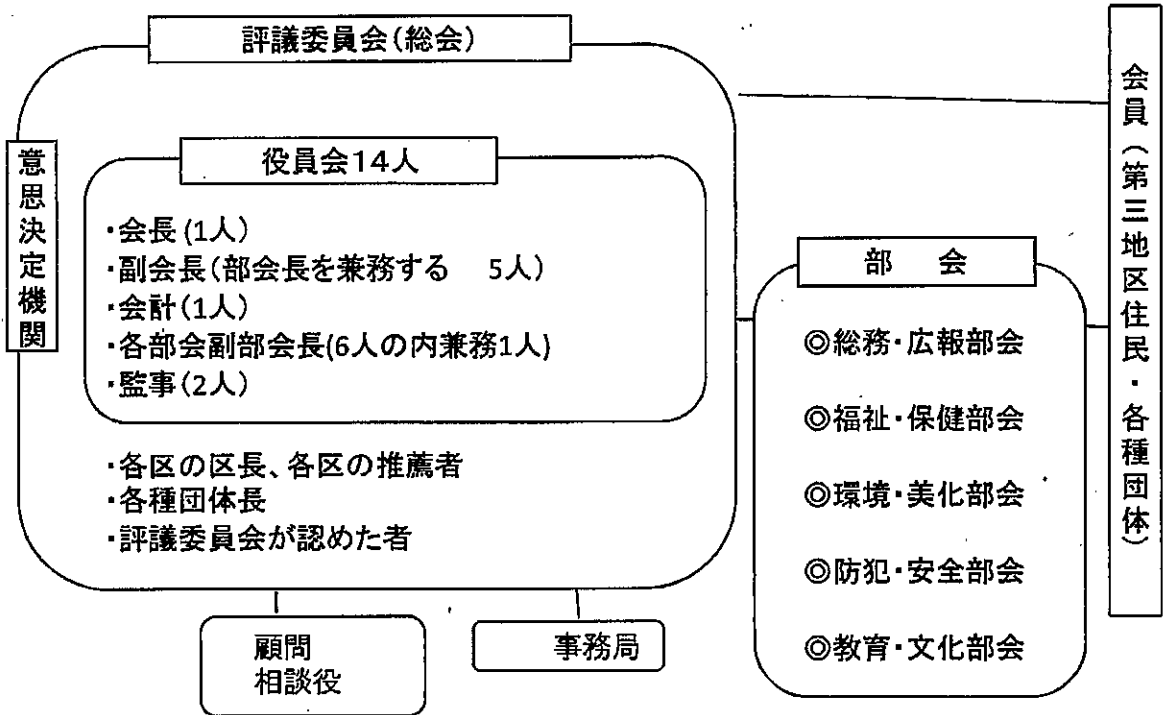 評議委員会(総会)
意思決定機関
役員会14人
・会長(1人)
・副会長(部会長を兼務する　5人)
・会計(1人)
・各部会副部会長(6人の内兼務1人)
・監事(2人)
・各区の区長、各区の推薦者
・各種団体長
・評議委員会が認めた者
顧問
相談役
事務局
部　会
◎総務・広報部会
◎福祉・保健部会
◎環境・美化部会
◎防犯・安全部会
◎教育・文化部会
会員(第三地区住民・各種団体)